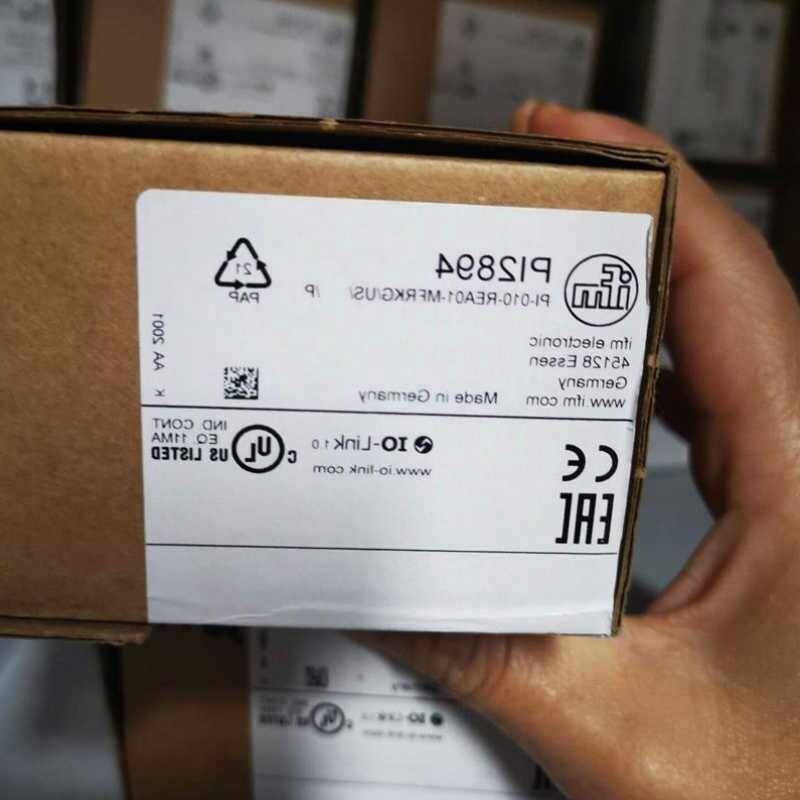 ifm
PI2894
PI-010-REA01-MFRKG/US/ /P
21
PAP
ifm electronic
45128 Essen
Germany
www.ifm.com
Made in Germany
K AA 2001
CE
EAC
IO-Link 1.0
www.io-link.com
C UL US LISTED
IND. CONT
EQ. 11MA